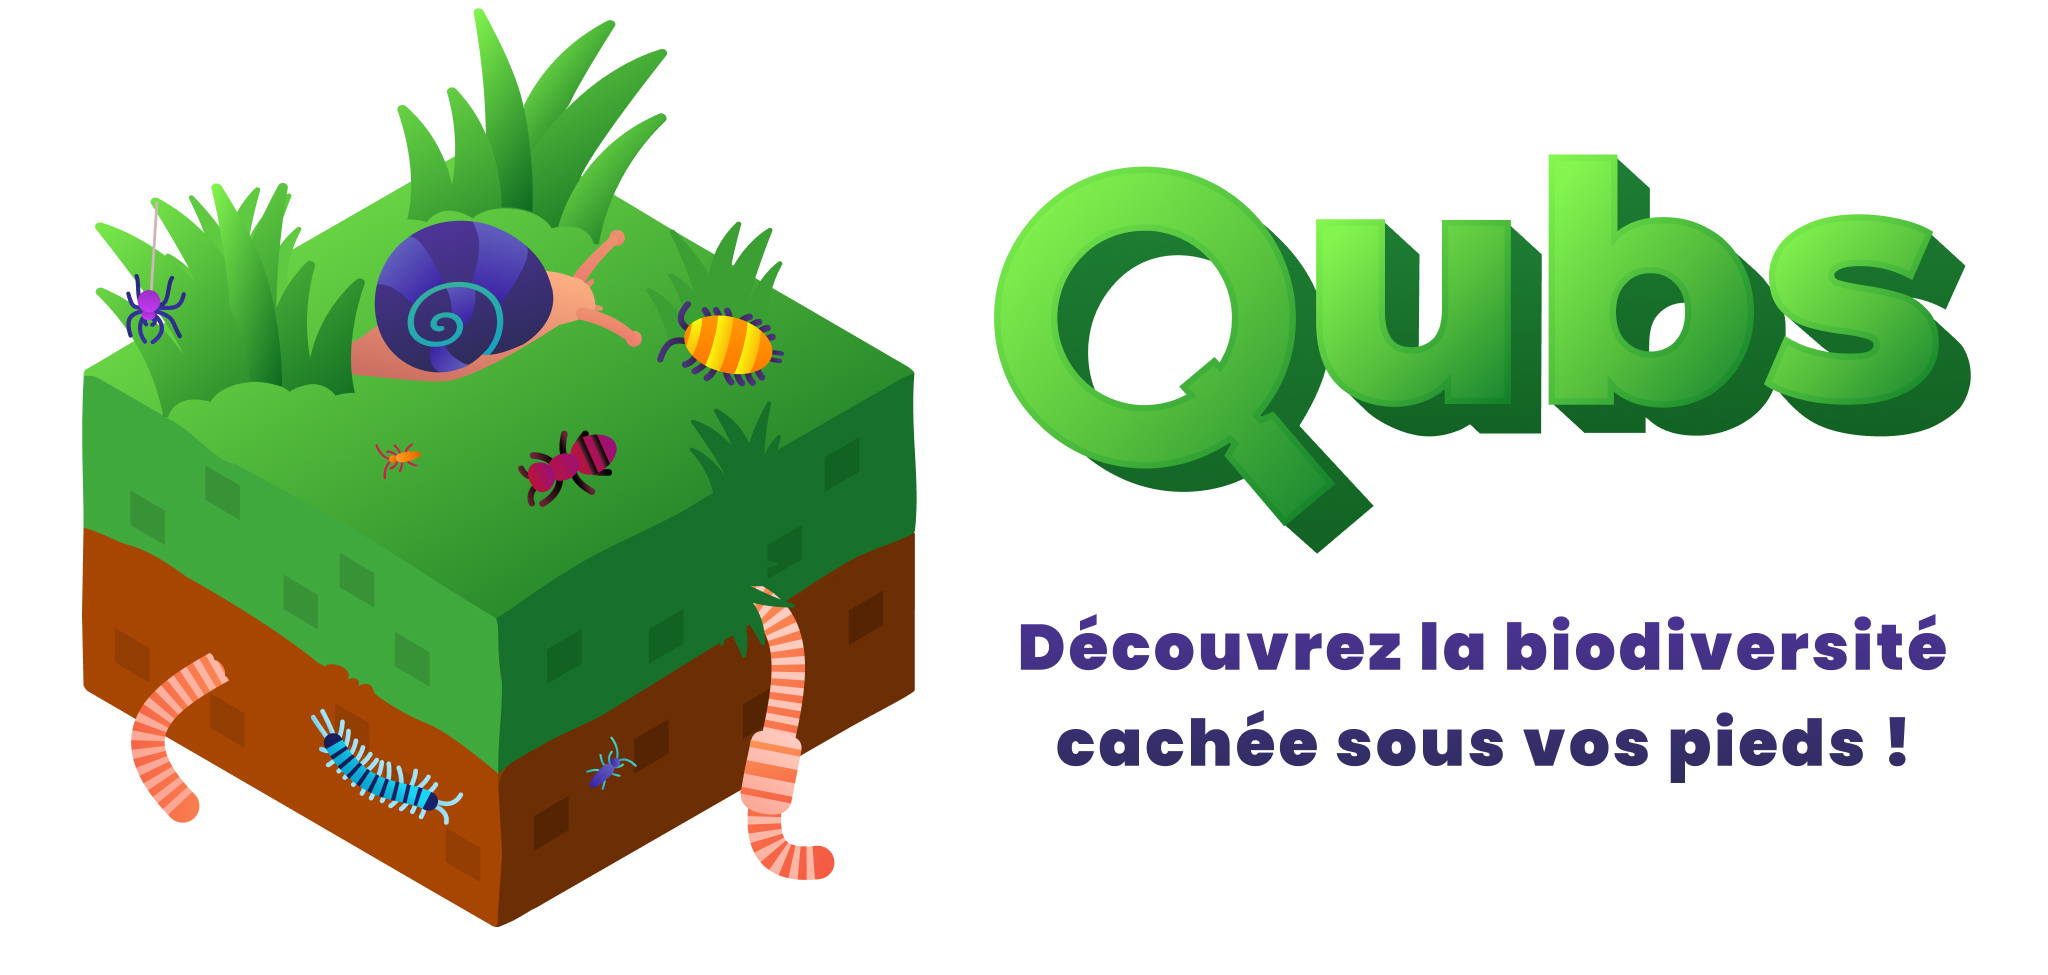 Qubs
Découvrez la biodiversité
cachée sous vos pieds !